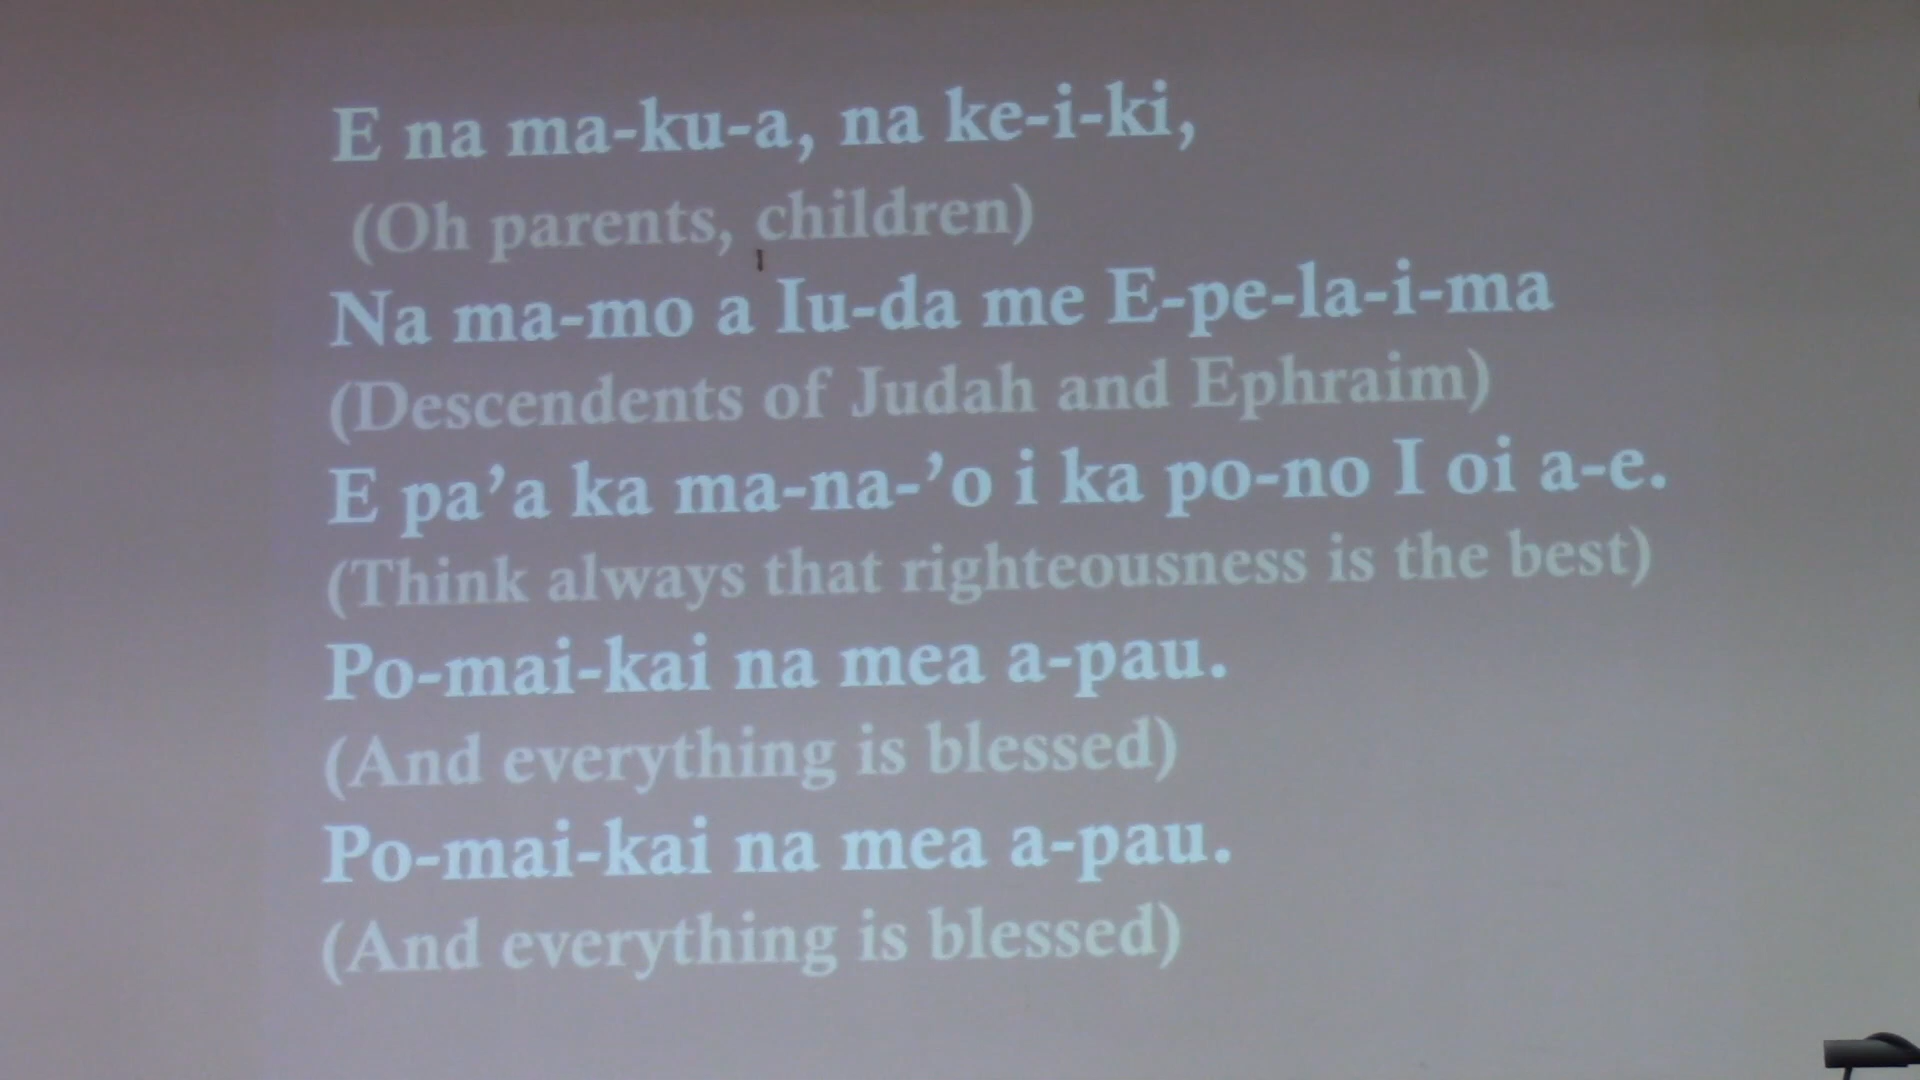 E na ma-ku-a, na ke-i-ki,
(Oh parents, children)
Na ma-mo a Iu-da me E-pe-la-i-ma
(Descendents of Judah and Ephraim)
E pa’a ka ma-na-’o i ka po-no I oi a-e.
(Think always that righteousness is the best)
Po-mai-kai na mea a-pau.
(And everything is blessed)
Po-mai-kai na mea a-pau.
(And everything is blessed)